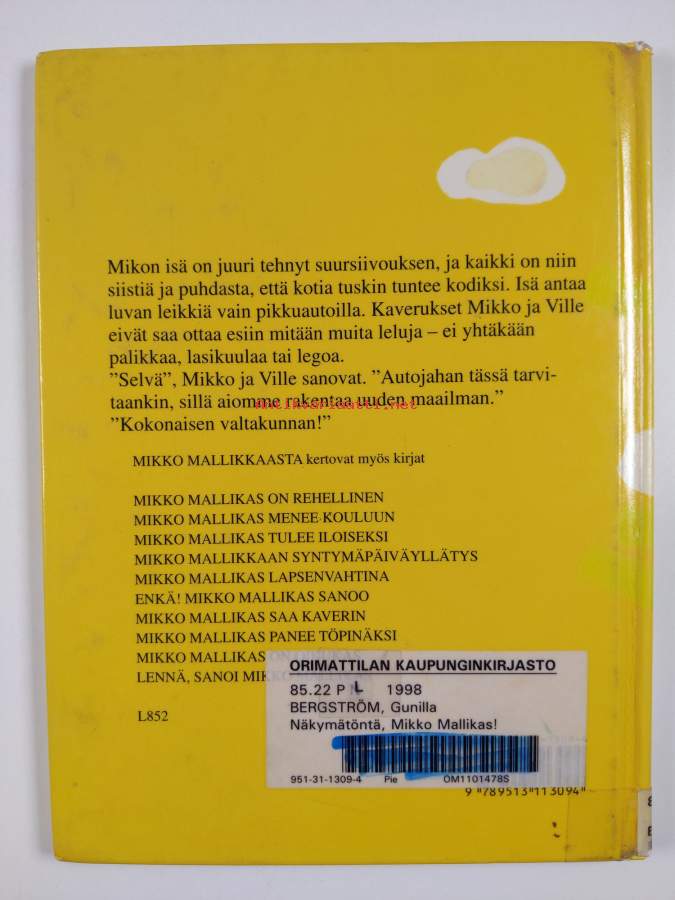 Mikon isä on juuri tehnyt suursiivouksen, ja kaikki on niin
siistiä ja puhdasta, että kotia tuskin tuntee kodiksi. Isä antaa
luvan leikkiä vain pikkuautoilla. Kaverukset Mikko ja Ville
eivät saa ottaa esiin mitään muita leluja – ei yhtäkään
palikkaa, lasikuulaa tai legoa.
”Selvä”, Mikko ja Ville sanovat. ”Autojahan tässä tarvi-
taankin, sillä aiomme rakentaa uuden maailman.”
Antikvariaatti.net
”Kokonaisen valtakunnan!”
MIKKO MALLIKKAASTA kertovat myös kirjat
MIKKO MALLIKAS ON REHELLINEN
MIKKO MALLIKAS MENEE KOULUUN
MIKKO MALLIKAS TULEE ILOISEKSI
MIKKO MALLIKKAAN SYNTYMÄPÄIVÄYLLÄTYS
MIKKO MALLIKAS LAPSENVAHTINA
ENKÄ! MIKKO MALLIKAS SANOO
MIKKO MALLIKAS SAA KAVERIN
MIKKO MALLIKAS PANEE TÖPINÄKSI
MIKKO MALLIKAS ON
LENNÄ, SANOI MIKKO
L852
ORIMATTILAN KAUPUNGINKIRJASTO
85.22 P L 1998
BERGSTRÖM, Gunilla
Näkymätöntä, Mikko Mallikas!
951-31-1309-4 Pie OM1101478S
9 789513 113094